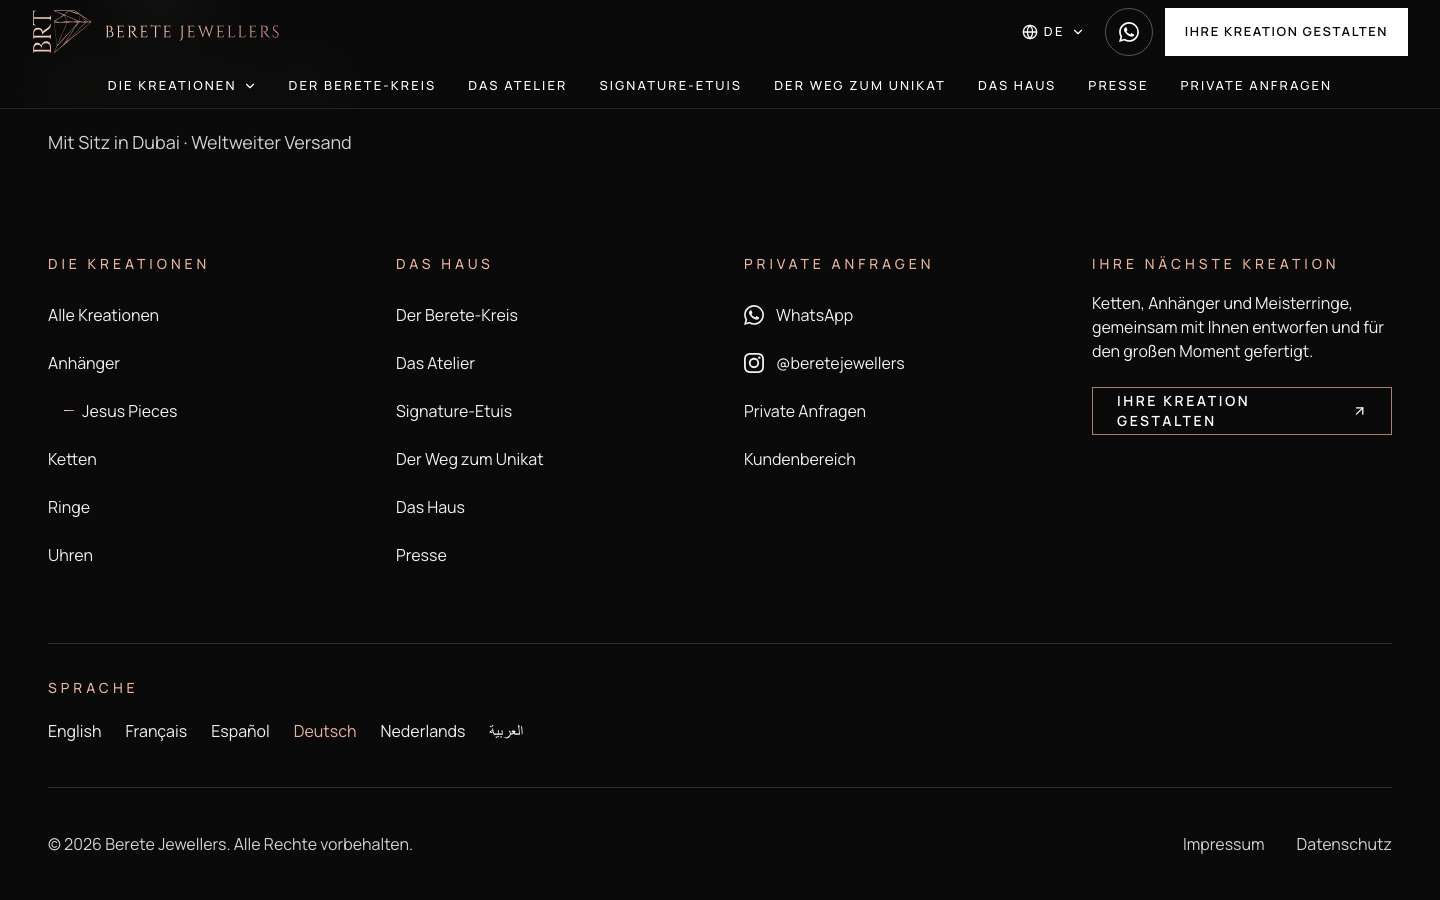 BRT BERETE JEWELLERS
DE
IHRE KREATION GESTALTEN
DIE KREATIONEN DER BERETE-KREIS DAS ATELIER SIGNATURE-ETUIS DER WEG ZUM UNIKAT DAS HAUS PRESSE PRIVATE ANFRAGEN
Mit Sitz in Dubai · Weltweiter Versand
DIE KREATIONEN
Alle Kreationen
Anhänger
— Jesus Pieces
Ketten
Ringe
Uhren
DAS HAUS
Der Berete-Kreis
Das Atelier
Signature-Etuis
Der Weg zum Unikat
Das Haus
Presse
PRIVATE ANFRAGEN
WhatsApp
@beretejewellers
Private Anfragen
Kundenbereich
IHRE NÄCHSTE KREATION
Ketten, Anhänger und Meisterringe,
gemeinsam mit Ihnen entworfen und für
den großen Moment gefertigt.
IHRE KREATION
GESTALTEN
SPRACHE
English Français Español Deutsch Nederlands العربية
© 2026 Berete Jewellers. Alle Rechte vorbehalten.
Impressum Datenschutz